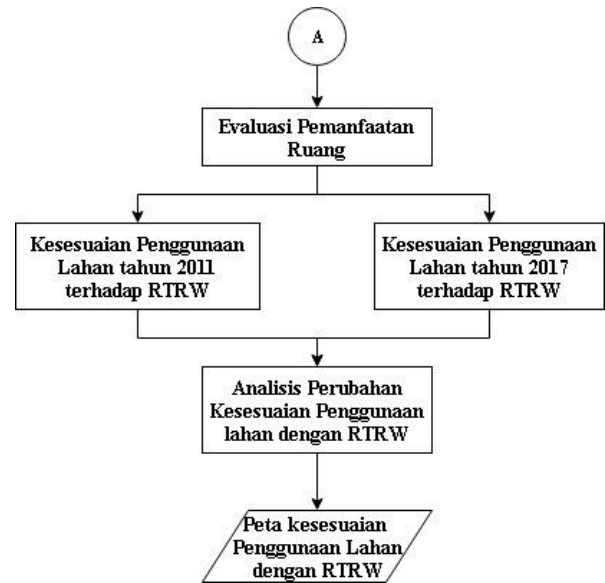 A
Evaluasi Pemanfaatan
Ruang
Kesesuaian Penggunaan
Lahan tahun 2011
terhadap RTRW
Kesesuaian Penggunaan
Lahan tahun 2017
terhadap RTRW
Analisis Perubahan
Kesesuaian Penggunaan
lahan dengan RTRW
Peta kesesuaian
Penggunaan Lahan
dengan RTRW